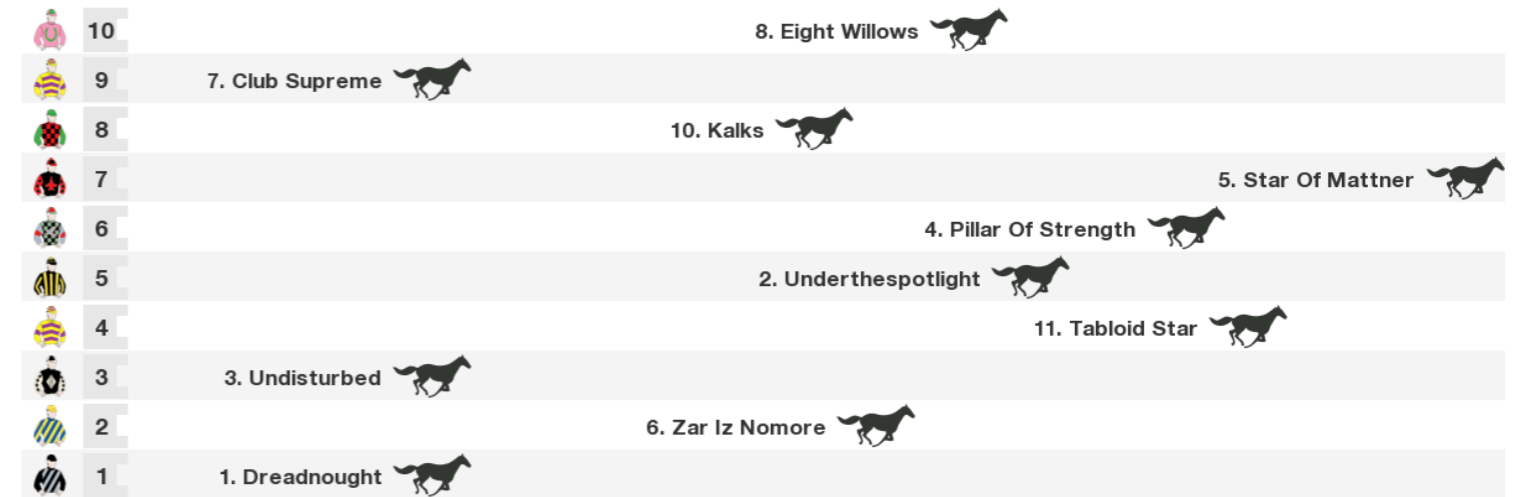 10 8. Eight Willows
9 7. Club Supreme
8 10. Kalks
7 5. Star Of Mattner
6 4. Pillar Of Strength
5 2. Underthespotlight
4 11. Tabloid Star
3 3. Undisturbed
2 6. Zar Iz Nomore
1 1. Dreadnought